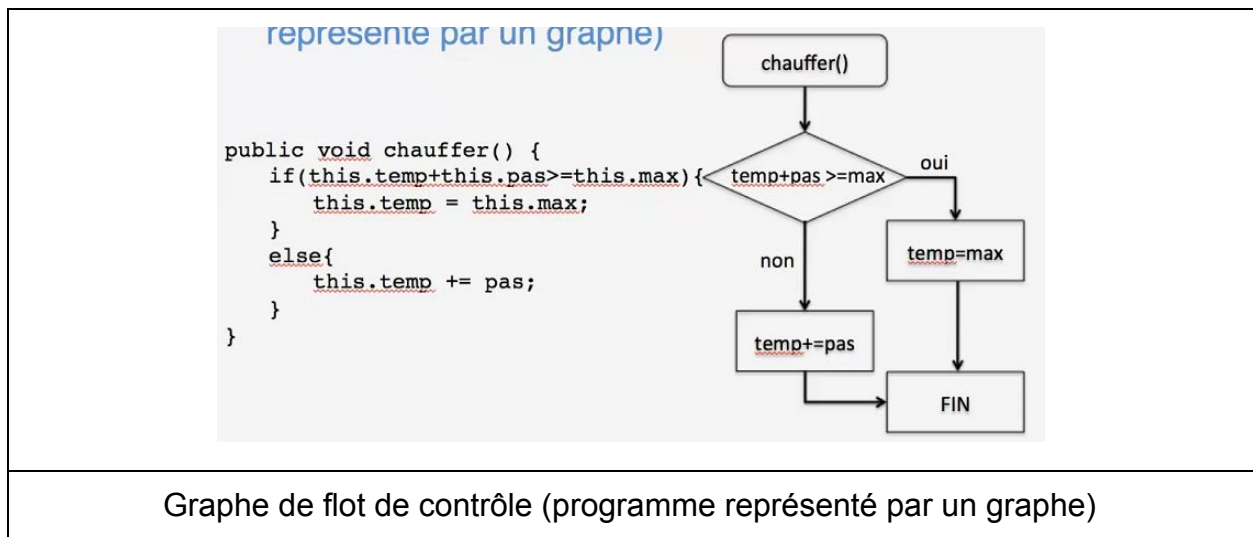 représenté par un graphe)
public void chauffer() {
if(this.temp+this.pas>=this.max){
this.temp = this.max;
}
else{
this.temp += pas;
}
}
chauffer()
temp+pas >=max
oui
non
temp=max
temp+=pas
FIN
Graphe de flot de contrôle (programme représenté par un graphe)